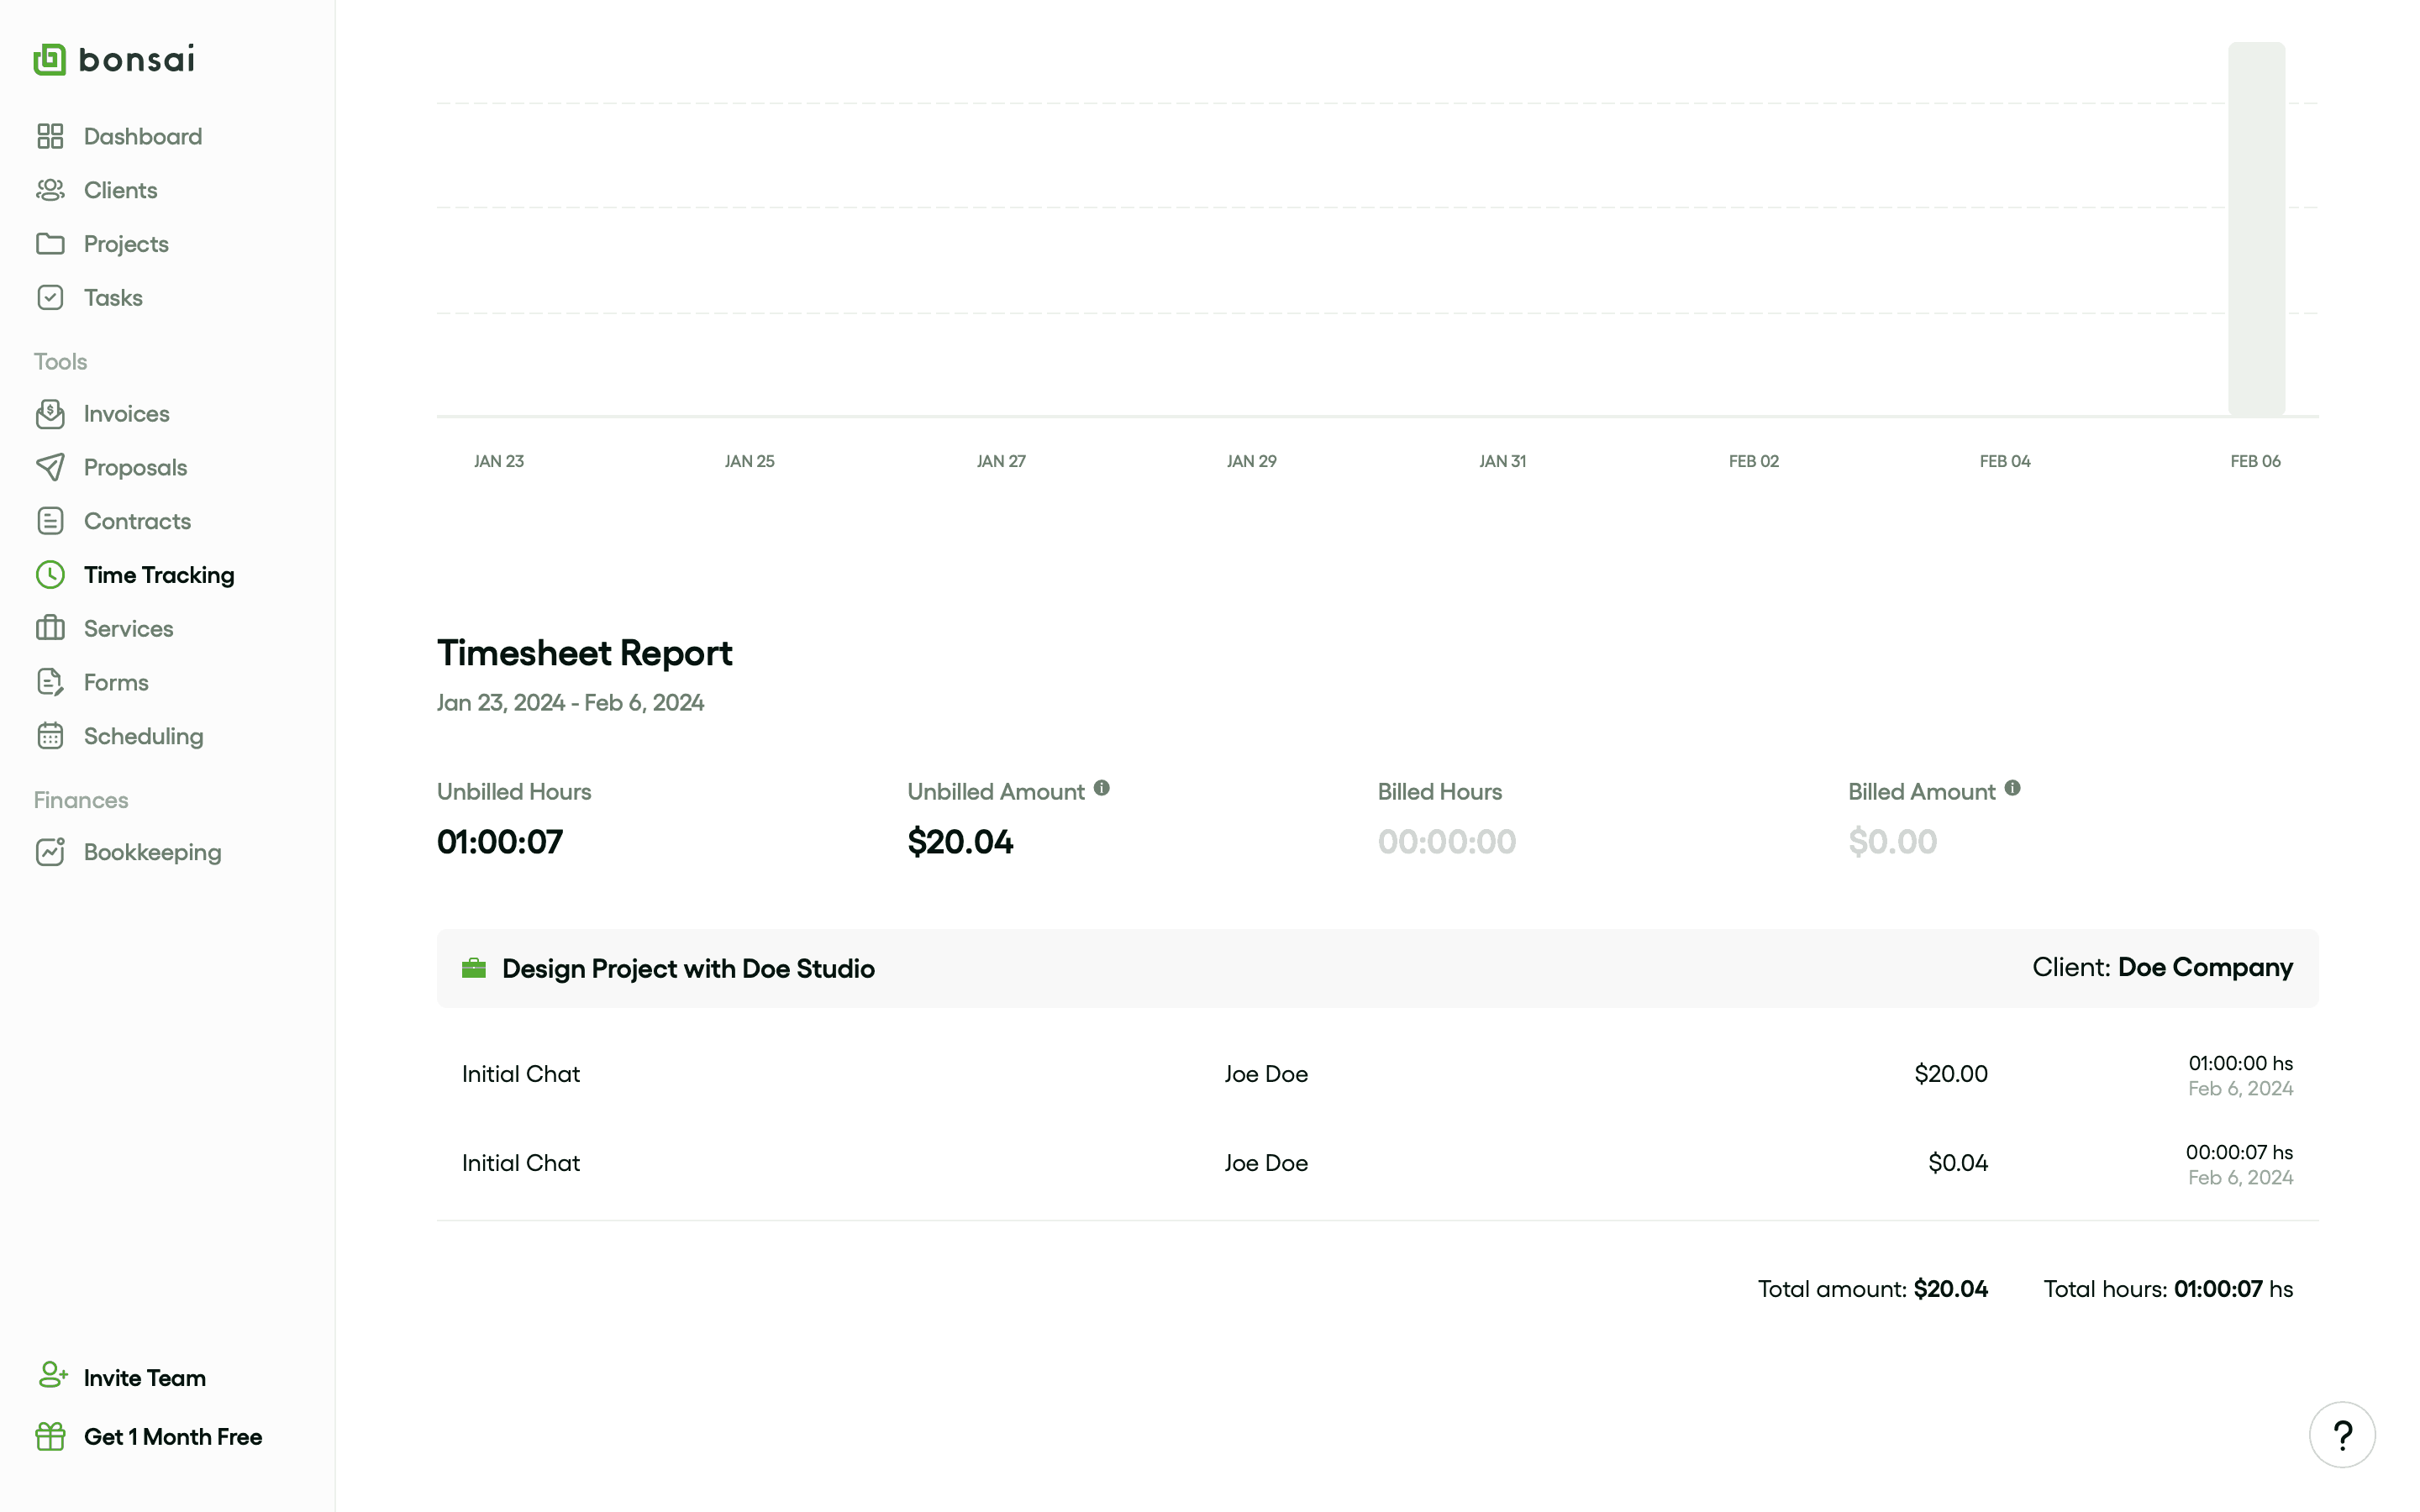 bonsai
Dashboard
Clients
Projects
Tasks
Tools
Invoices
Proposals
Contracts
Time Tracking
Services
Forms
Scheduling
Finances
Bookkeeping
Invite Team
Get 1 Month Free
JAN 23 JAN 25 JAN 27 JAN 29 JAN 31 FEB 02 FEB 04 FEB 06
Timesheet Report
Jan 23, 2024 - Feb 6, 2024
Unbilled Hours Unbilled Amount Billed Hours Billed Amount
01:00:07 $20.04 00:00:00 $0.00
Design Project with Doe Studio Client: Doe Company
Initial Chat Joe Doe $20.00 01:00:00 hs
Feb 6, 2024
Initial Chat Joe Doe $0.04 00:00:07 hs
Feb 6, 2024
Total amount: $20.04 Total hours: 01:00:07 hs
?